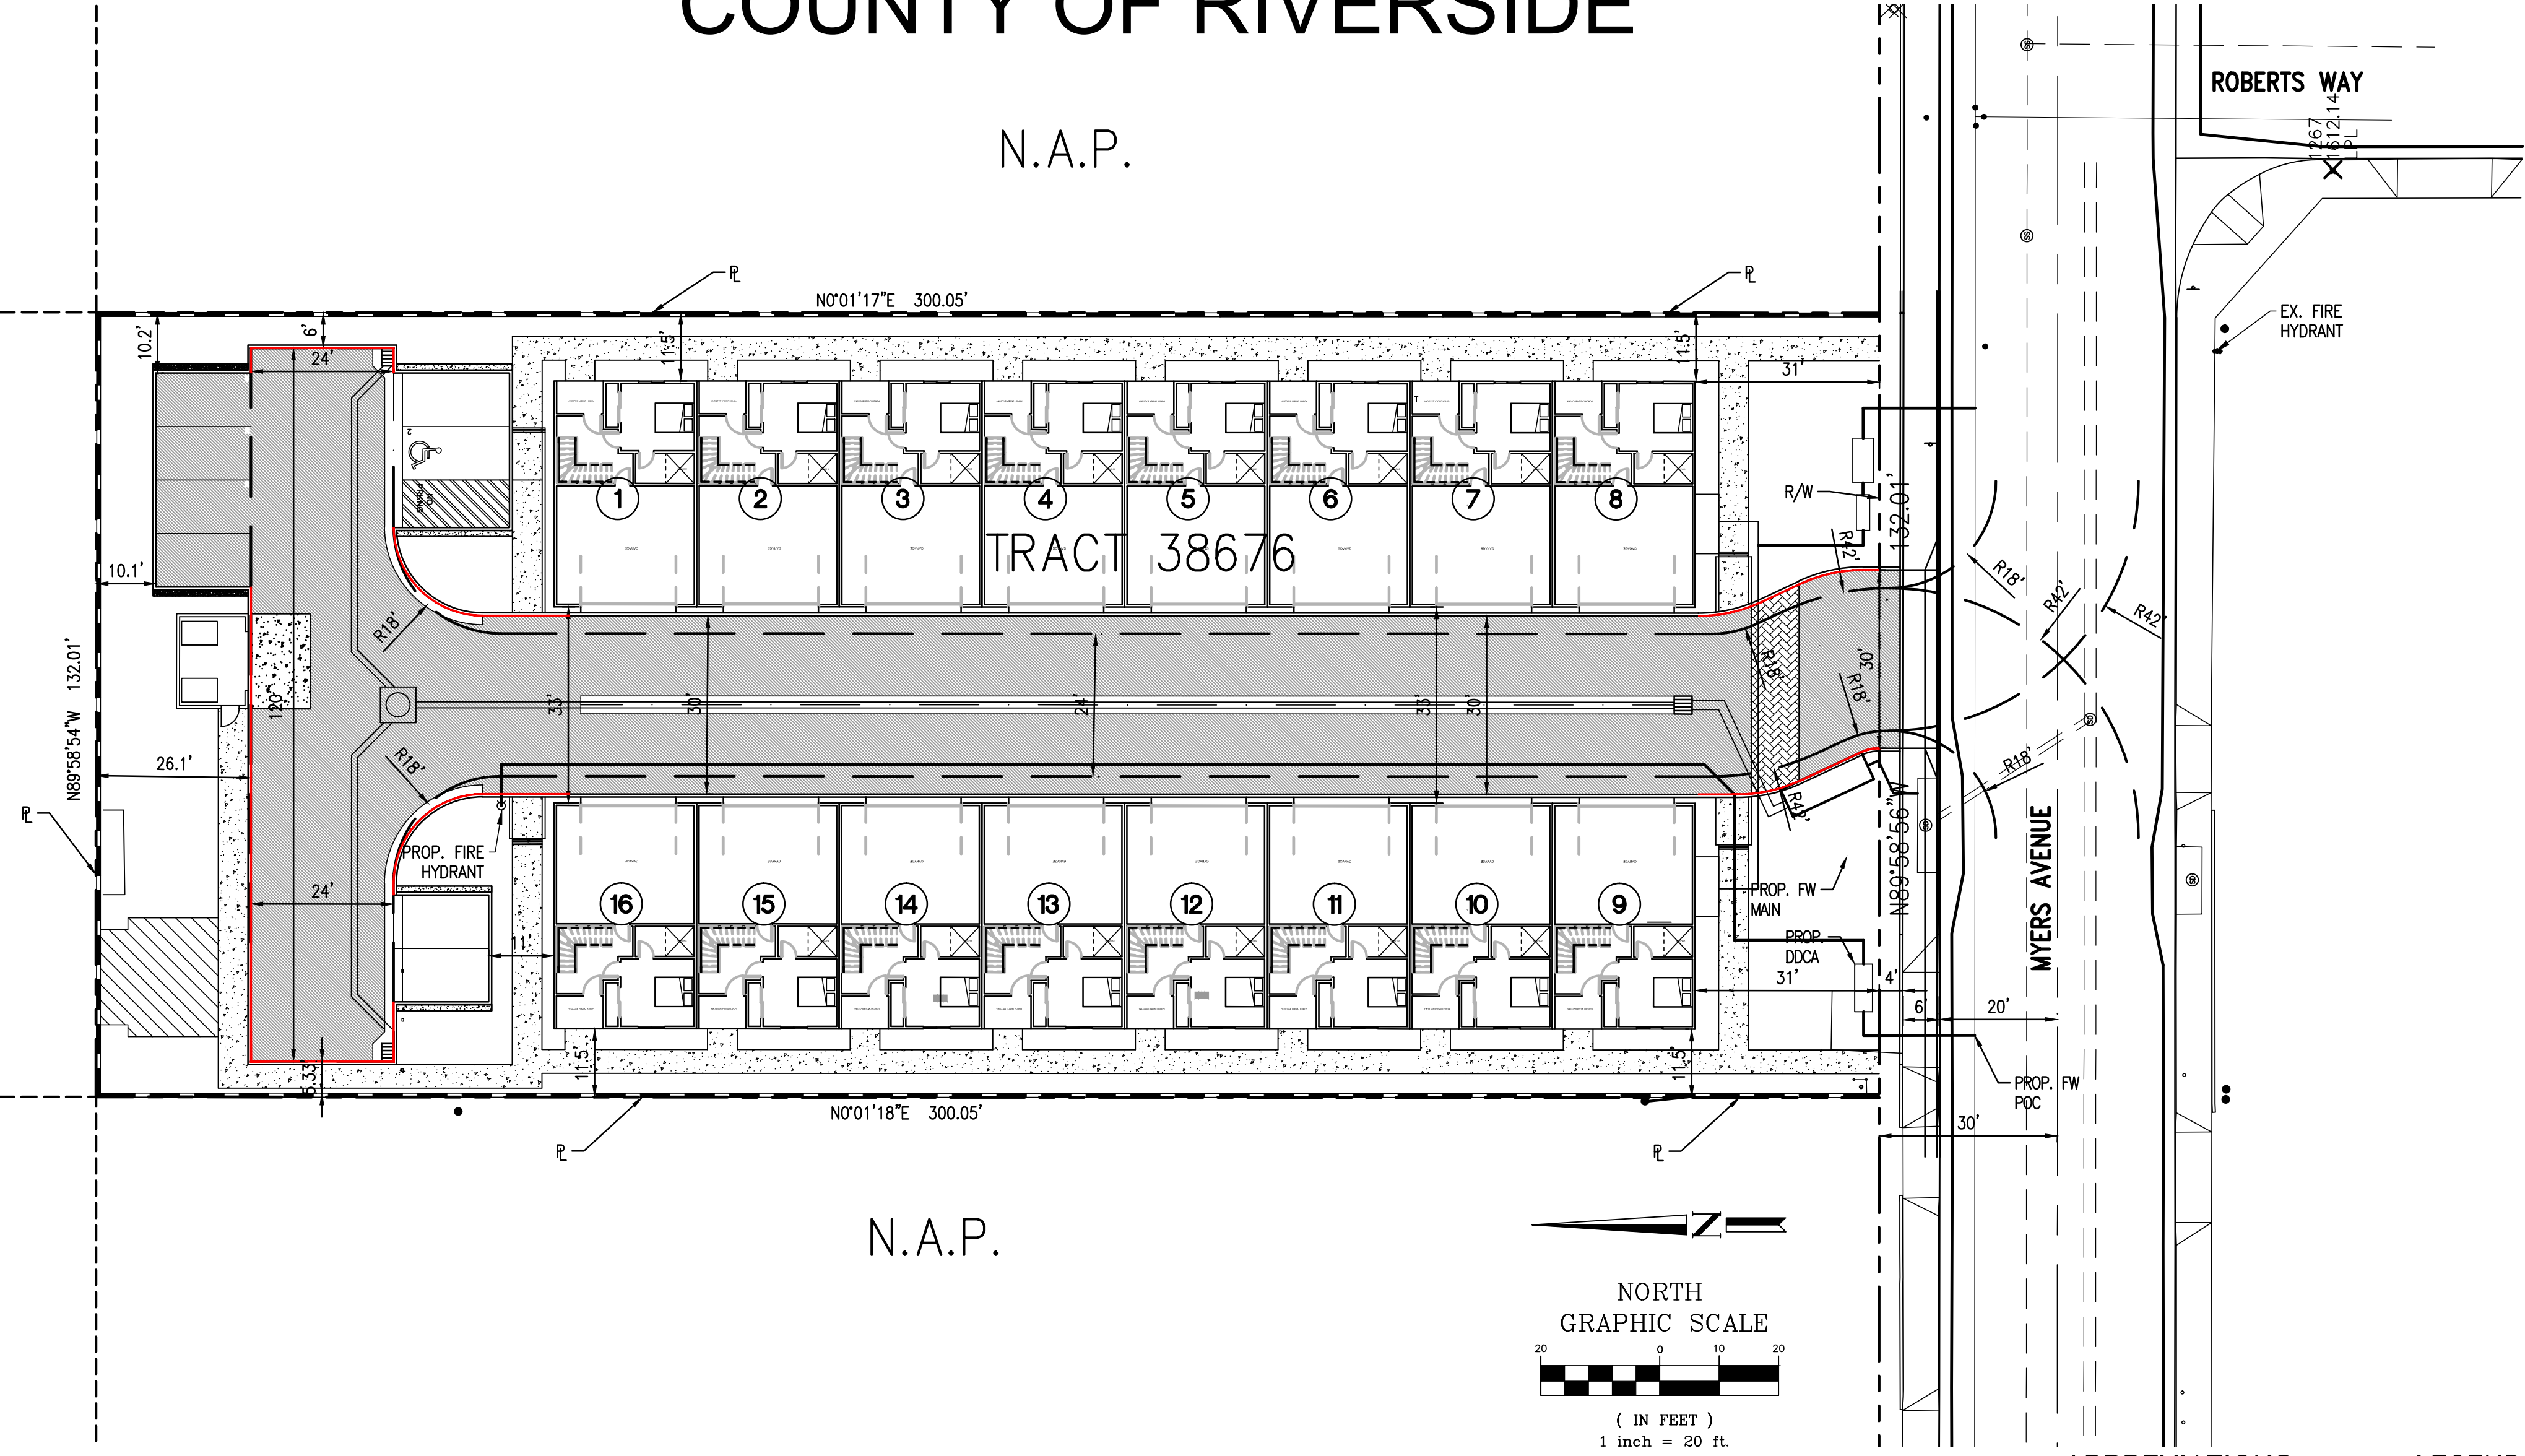 COUNTY OF RIVERSIDE
ROBERTS WAY
1267
1612.14
LPL
N.A.P.
N0°01'17"E 300.05'
EX. FIRE
HYDRANT
10.2'
6'
24'
11.5'
11.5'
31'
2
NO
PARKING
R/W
132.01'
1
2
3
4
5
6
7
8
TRACT 38676
R42'
R18'
R42'
R42'
10.1'
R18'
N89°58'54"W 132.01'
120'
33'
30'
24'
33'
30'
R18'
30'
R18'
26.1'
R18'
R18'
R42'
N89°58'56"W
MYERS AVENUE
PROP. FIRE
HYDRANT
24'
11'
16
15
14
13
12
11
10
9
PROP. FW
MAIN
PROP.
DDCA
31'
4'
6'
20'
5.33'
11.5'
11.5'
PROP. FW
POC
30'
N0°01'18"E 300.05'
N.A.P.
NORTH
GRAPHIC SCALE
20 0 10 20
( IN FEET )
1 inch = 20 ft.